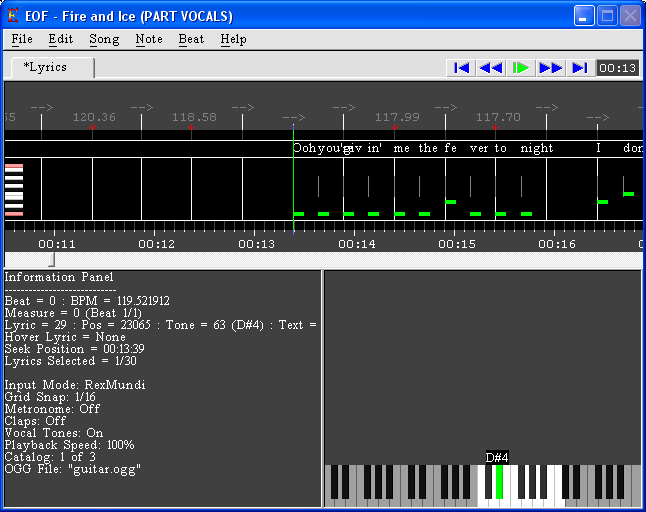 EOF - Fire and Ice (PART VOCALS)
File Edit Song Note Beat Help
*Lyrics 00:13
--> --> --> --> --> -->
120.36 118.58 117.99 117.70
Ooh you're giv in' me the fe ver to night I don
00:11 00:12 00:13 00:14 00:15 00:16
Information Panel
----------------------------
Beat = 0 : BPM = 119.521912
Measure = 0 (Beat 1/1)
Lyric = 29 : Pos = 23065 : Tone = 63 (D#4) : Text =
Hover Lyric = None
Seek Position = 00:13:39
Lyrics Selected = 1/30
Input Mode: RexMundi
Grid Snap: 1/16
Metronome: Off
Claps: Off
Vocal Tones: On
Playback Speed: 100%
Catalog: 1 of 3
OGG File: "guitar.ogg"
D#4